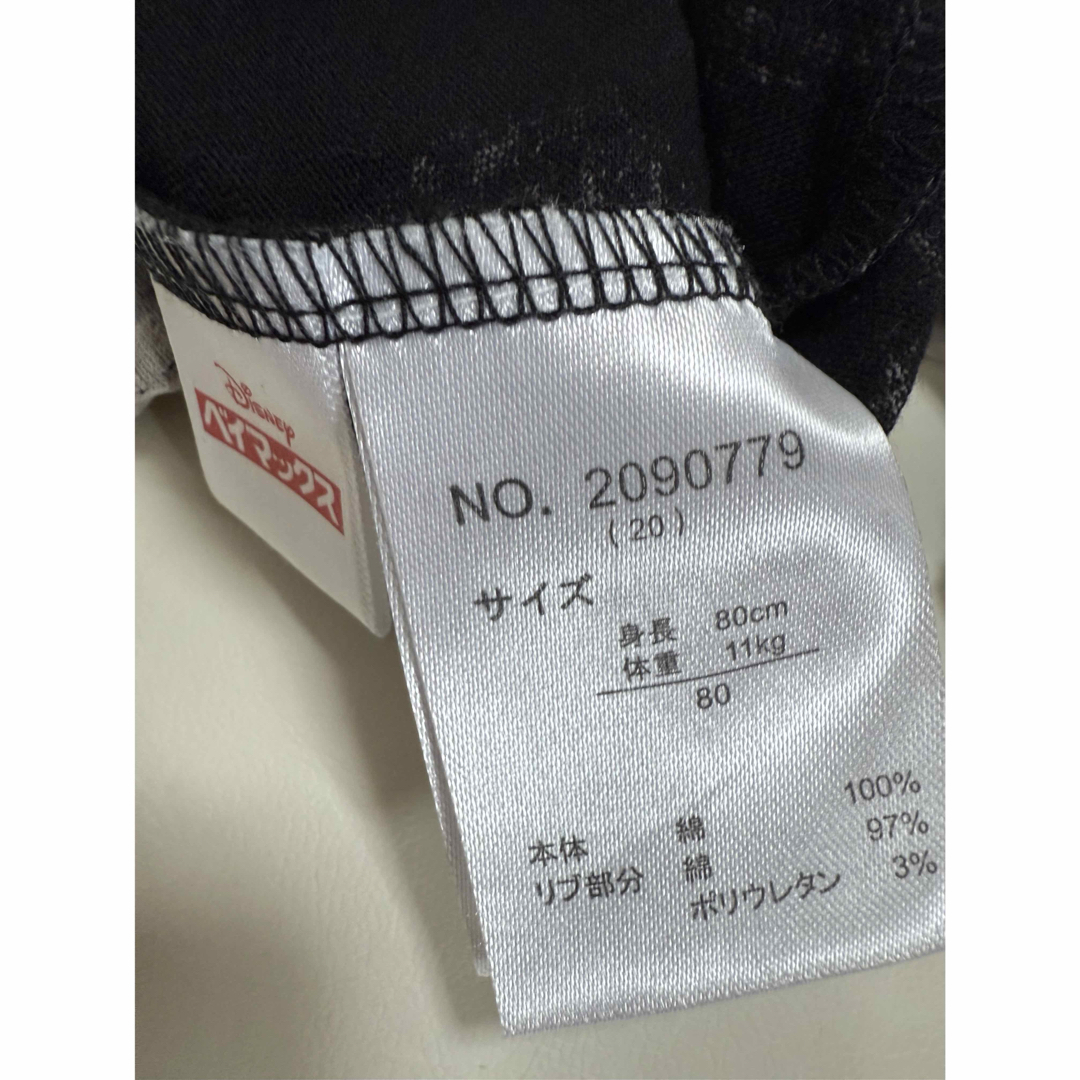 Disney
ベイマックス
NO. 2090779
(20)
サイズ
身長 80cm
体重 11kg
80
本体 綿 100%
リブ部分 綿 97%
ポリウレタン 3%